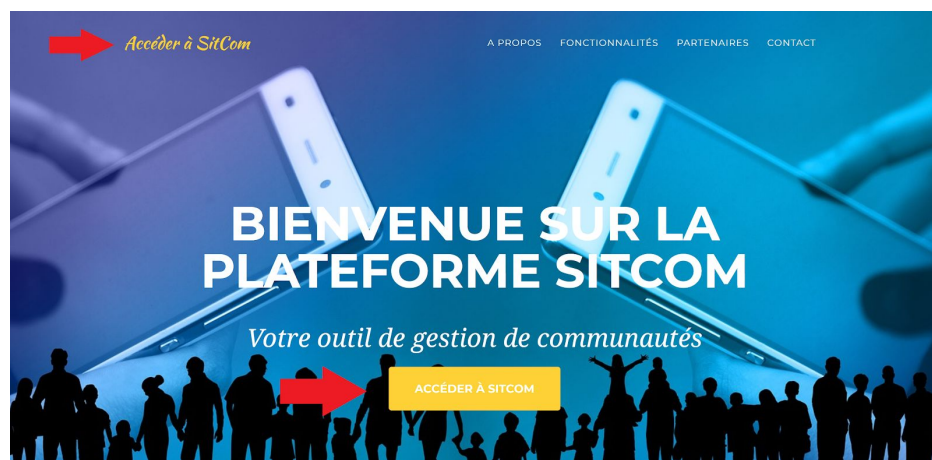 Accéder à SitCom
A PROPOS FONCTIONNALITÉS PARTENAIRES CONTACT
BIENVENUE SUR LA
PLATEFORME SITCOM
Votre outil de gestion de communautés
ACCÉDER À SITCOM